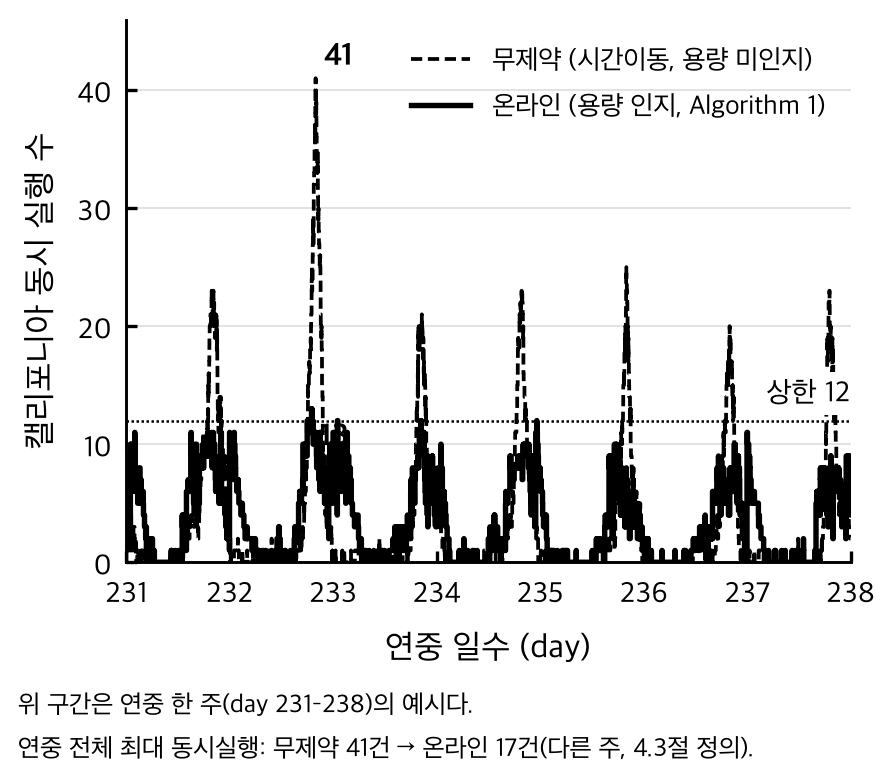 41
무제약 (시간이동, 용량 미인지)
온라인 (용량 인지, Algorithm 1)
캘리포니아 동시 실행 수
40
30
20
10
0
상한 12
231 232 233 234 235 236 237 238
연중 일수 (day)
위 구간은 연중 한 주(day 231-238)의 예시다.
연중 전체 최대 동시실행: 무제약 41건 → 온라인 17건(다른 주, 4.3절 정의).